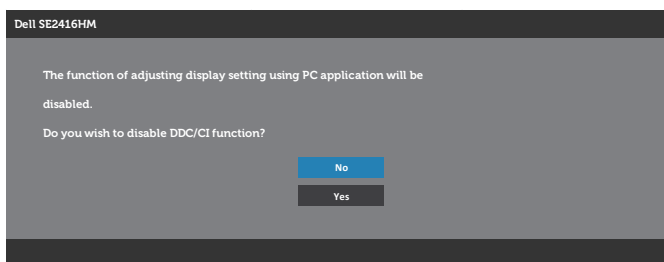 Dell SE2416HM
The function of adjusting display setting using PC application will be
disabled.
Do you wish to disable DDC/CI function?
No
Yes